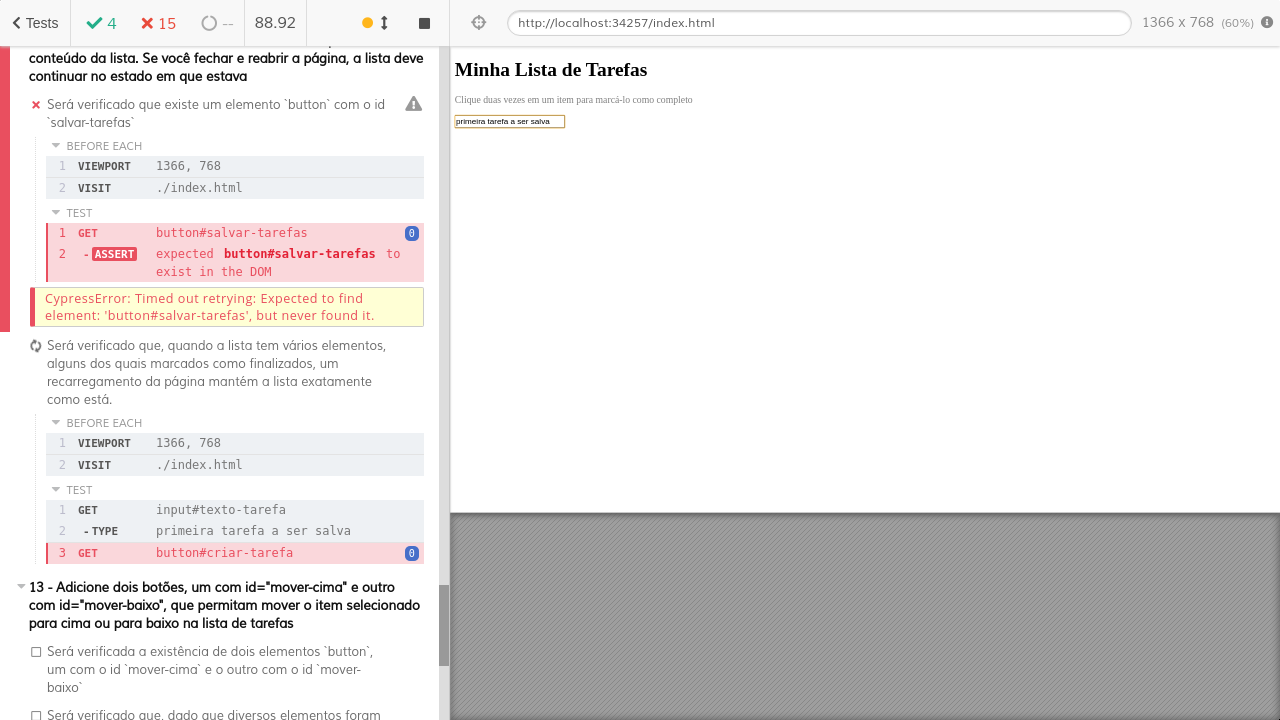 Tests
4
15
--
88.92
http://localhost:34257/index.html
1366 x 768 (60%)
conteúdo da lista. Se você fechar e reabrir a página, a lista deve
continuar no estado em que estava
Será verificado que existe um elemento `button` com o id
`salvar-tarefas`
BEFORE EACH
1 VIEWPORT 1366, 768
2 VISIT ./index.html
TEST
1 GET button#salvar-tarefas 0
2 -ASSERT expected button#salvar-tarefas to
exist in the DOM
CypressError: Timed out retrying: Expected to find
element: 'button#salvar-tarefas', but never found it.
Será verificado que, quando a lista tem vários elementos,
alguns dos quais marcados como finalizados, um
recarregamento da página mantém a lista exatamente
como está.
BEFORE EACH
1 VIEWPORT 1366, 768
2 VISIT ./index.html
TEST
1 GET input#texto-tarefa
2 -TYPE primeira tarefa a ser salva
3 GET button#criar-tarefa 0
13 - Adicione dois botões, um com id="mover-cima" e outro
com id="mover-baixo", que permitam mover o item selecionado
para cima ou para baixo na lista de tarefas
Será verificada a existência de dois elementos `button`,
um com o id `mover-cima` e o outro com o id `mover-
baixo`
Será verificado que, dado que diversos elementos foram
Minha Lista de Tarefas
Clique duas vezes em um item para marcá-lo como completo
primeira tarefa a ser salva